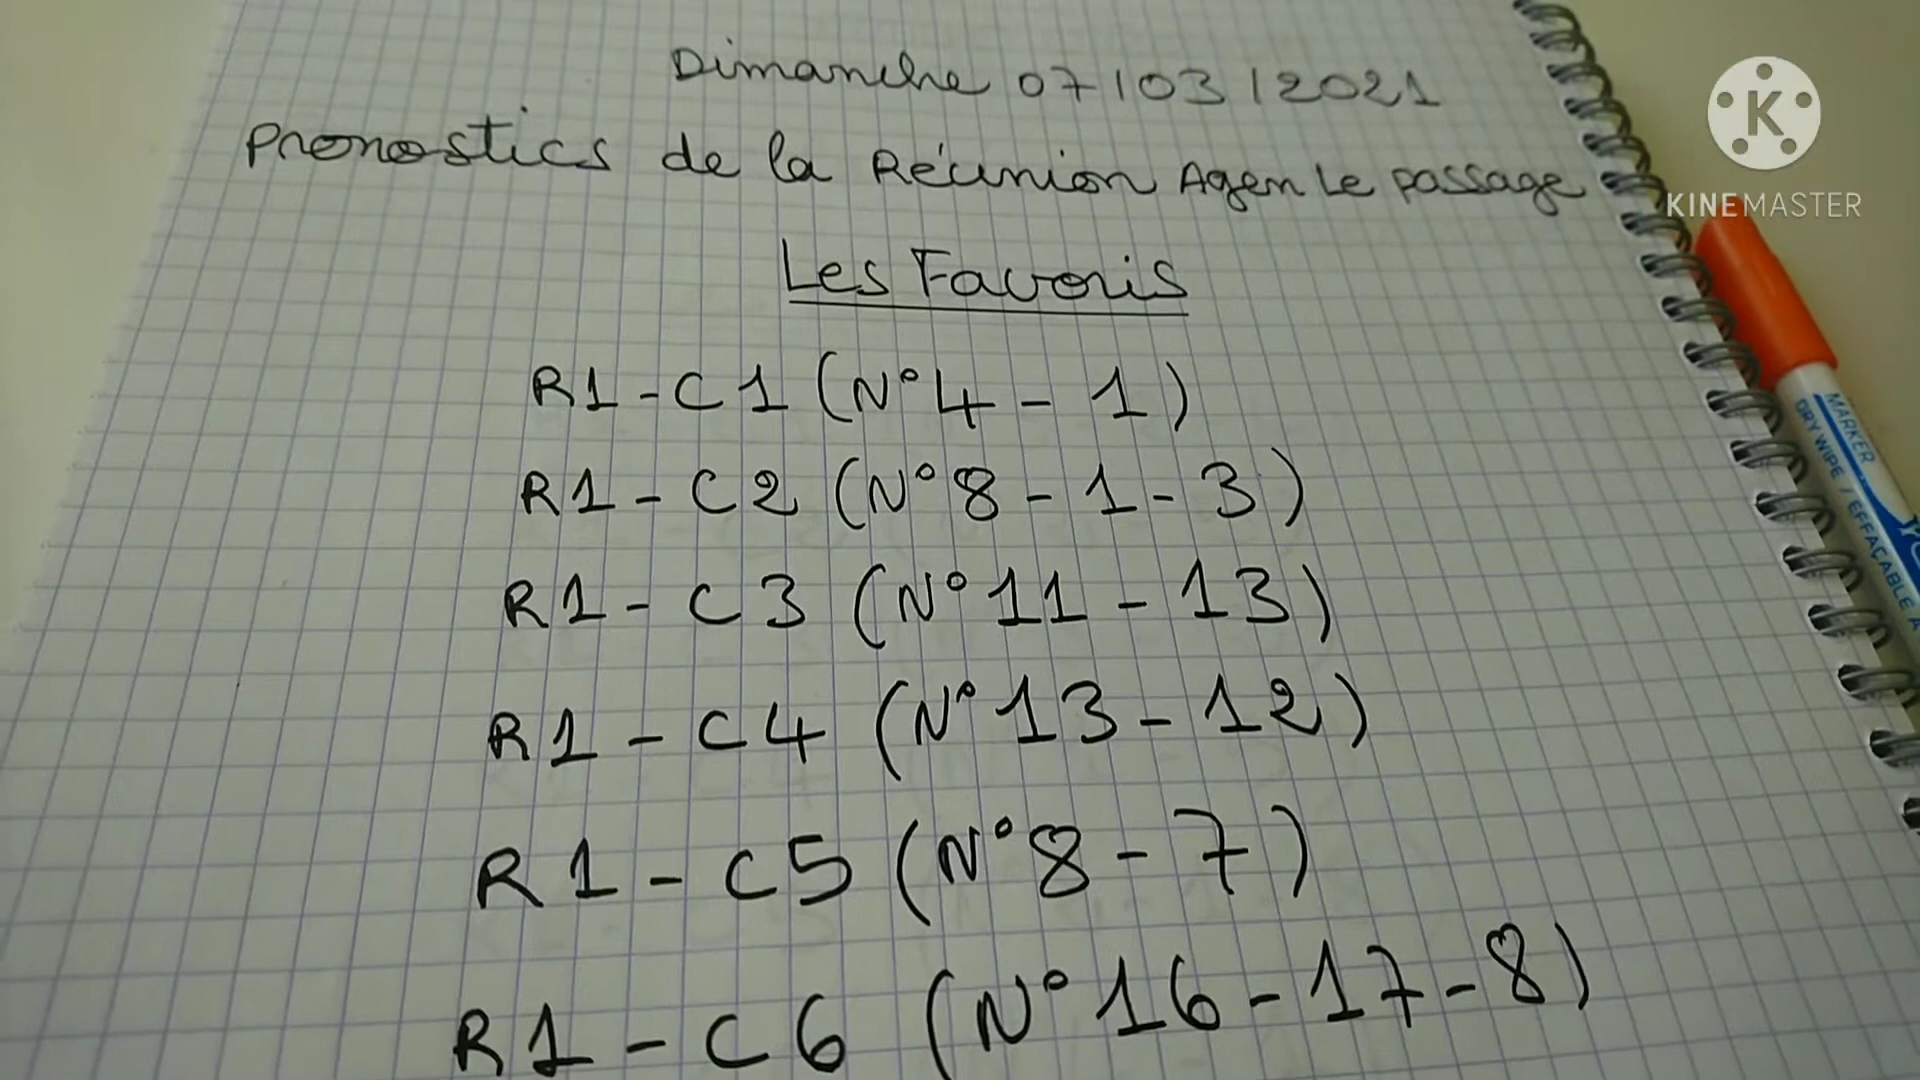 Dimanche 07/03/2021
Pronostics de la Réunion Agen Le passage
Les Favoris
R1-C1 (N°4-1)
R1-C2 (N°8-1-3)
R1-C3 (N°11-13)
R1-C4 (N°13-12)
R1-C5 (N°8-7)
R1-C6 (N°16-17-8)
K
KINEMASTER
MARKER
DRY WIPE / EFFAÇABLE A